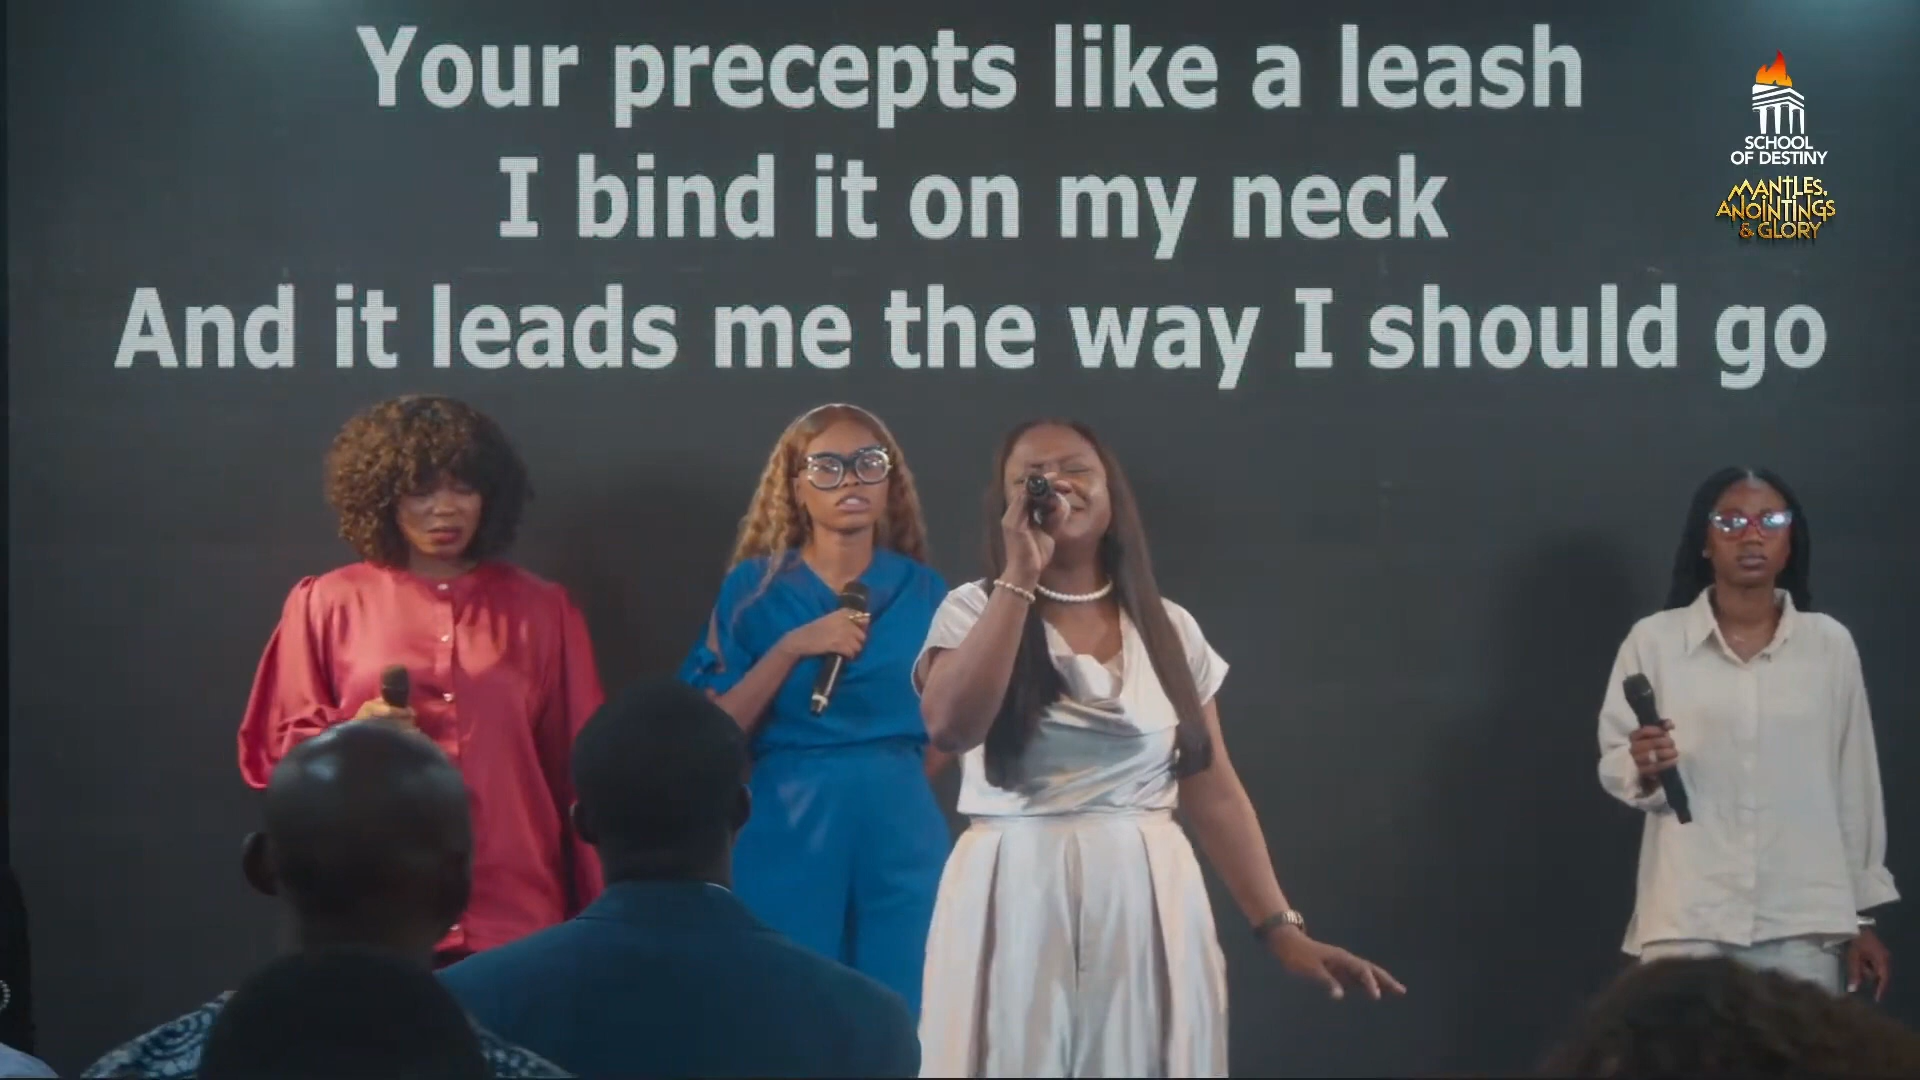 Your precepts like a leash
I bind it on my neck
And it leads me the way I should go
SCHOOL
OF DESTINY
MANTLES,
ANOINTINGS
& GLORY